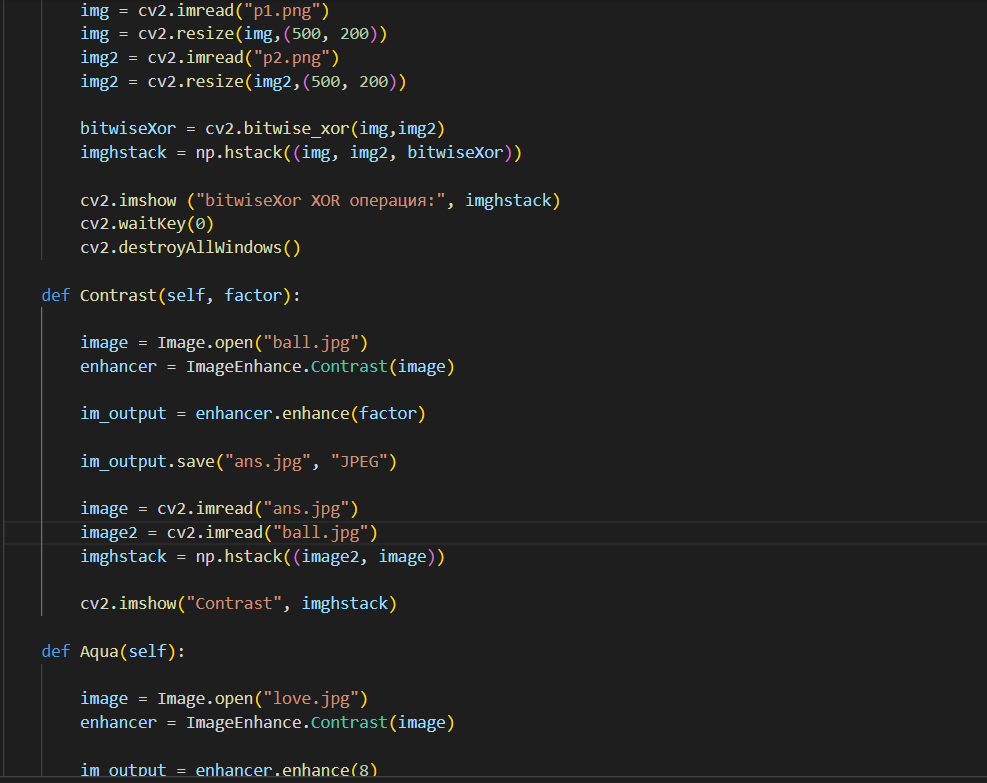 img = cv2.imread("p1.png")
img = cv2.resize(img,(500, 200))
img2 = cv2.imread("p2.png")
img2 = cv2.resize(img2,(500, 200))
bitwiseXor = cv2.bitwise_xor(img,img2)
imghstack = np.hstack((img, img2, bitwiseXor))
cv2.imshow ("bitwiseXor XOR операция:", imghstack)
cv2.waitKey(0)
cv2.destroyAllWindows()
def Contrast(self, factor):
image = Image.open("ball.jpg")
enhancer = ImageEnhance.Contrast(image)
im_output = enhancer.enhance(factor)
im_output.save("ans.jpg", "JPEG")
image = cv2.imread("ans.jpg")
image2 = cv2.imread("ball.jpg")
imghstack = np.hstack((image2, image))
cv2.imshow("Contrast", imghstack)
def Aqua(self):
image = Image.open("love.jpg")
enhancer = ImageEnhance.Contrast(image)
im_output = enhancer.enhance(8)